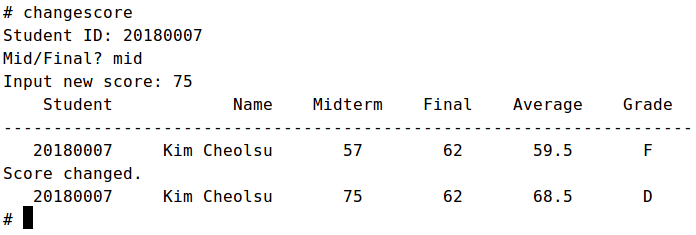 # changescore
Student ID: 20180007
Mid/Final? mid
Input new score: 75
    Student            Name    Midterm    Final    Average    Grade
---------------------------------------------------------------------
   20180007     Kim Cheolsu       57        62       59.5       F
Score changed.
   20180007     Kim Cheolsu       75        62       68.5       D
#